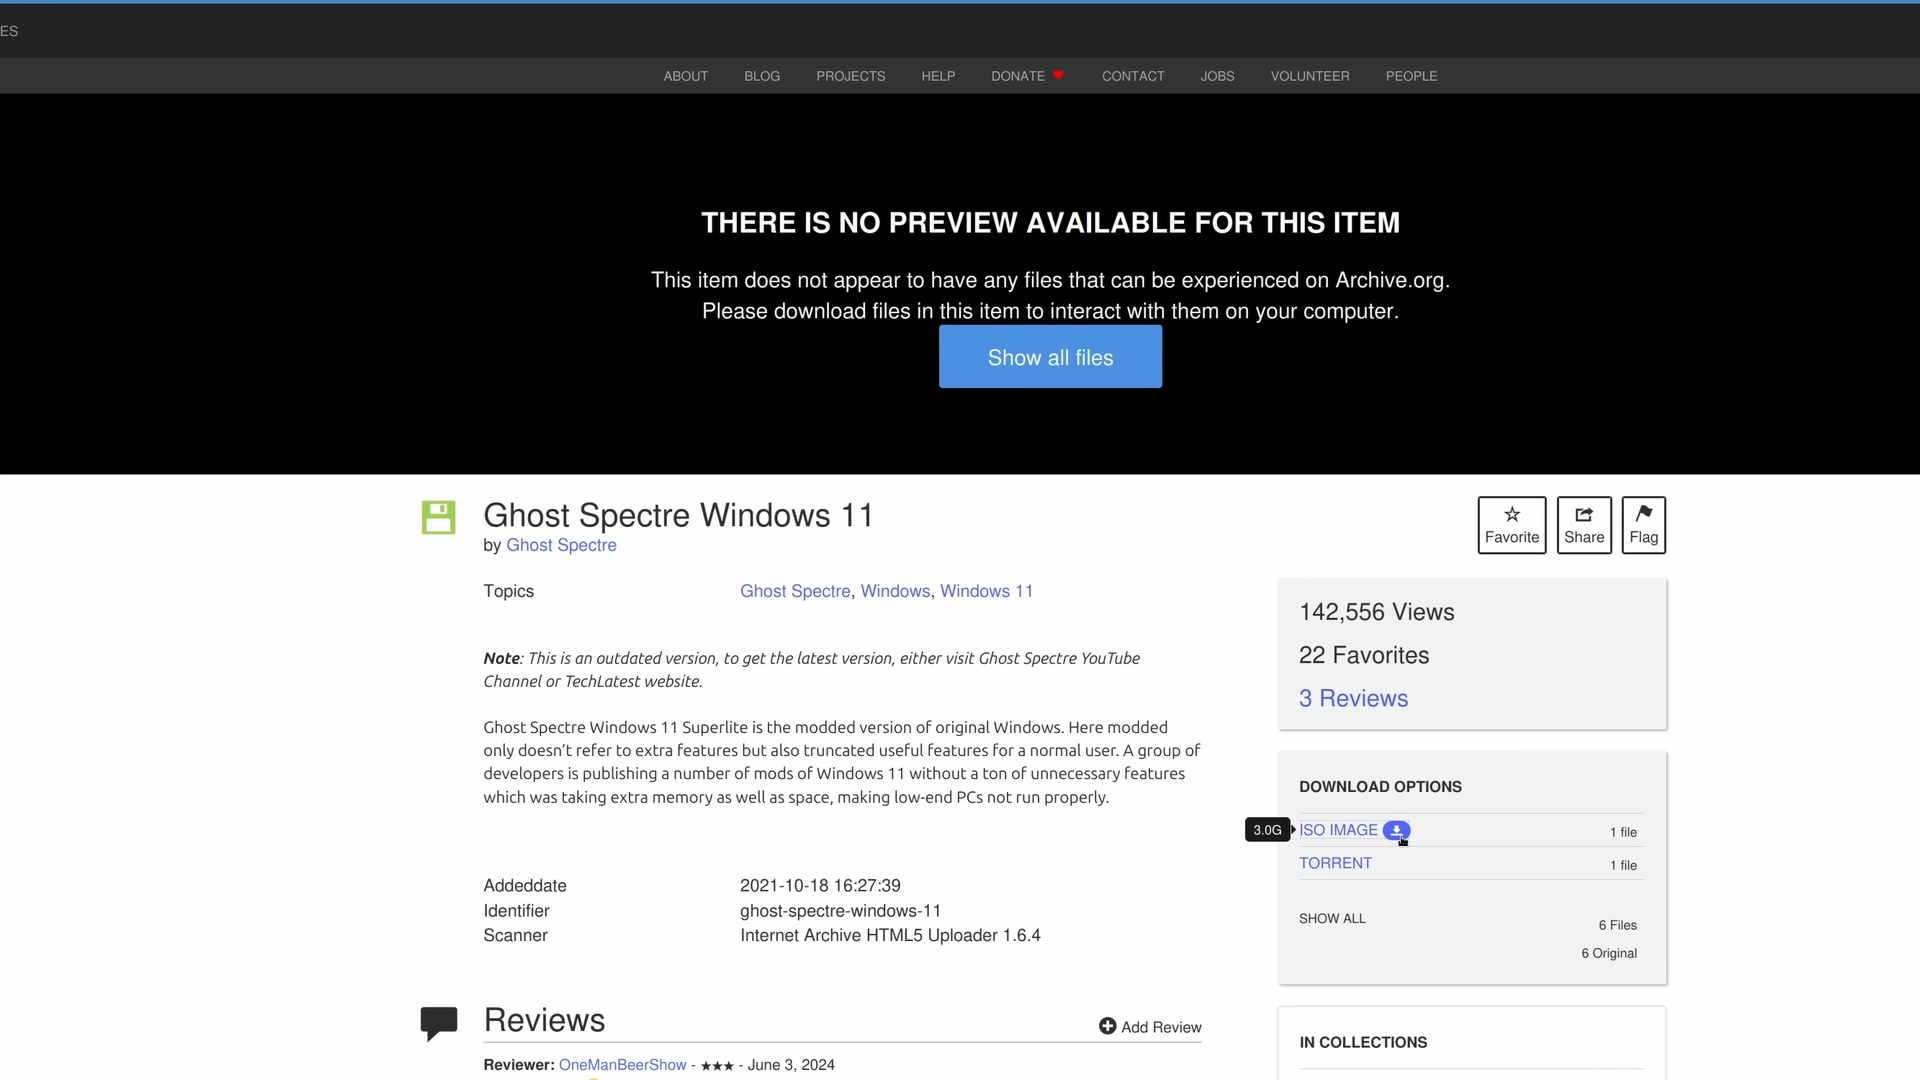 ES
ABOUT BLOG PROJECTS HELP DONATE CONTACT JOBS VOLUNTEER PEOPLE
THERE IS NO PREVIEW AVAILABLE FOR THIS ITEM
This item does not appear to have any files that can be experienced on Archive.org.
Please download files in this item to interact with them on your computer.
Show all files
Ghost Spectre Windows 11
by Ghost Spectre
Favorite Share Flag
Topics Ghost Spectre, Windows, Windows 11
Note: This is an outdated version, to get the latest version, either visit Ghost Spectre YouTube
Channel or TechLatest website.
Ghost Spectre Windows 11 Superlite is the modded version of original Windows. Here modded
only doesn't refer to extra features but also truncated useful features for a normal user. A group of
developers is publishing a number of mods of Windows 11 without a ton of unnecessary features
which was taking extra memory as well as space, making low-end PCs not run properly.
Addeddate 2021-10-18 16:27:39
Identifier ghost-spectre-windows-11
Scanner Internet Archive HTML5 Uploader 1.6.4
Reviews
Add Review
Reviewer: OneManBeerShow - ★★★ - June 3, 2024
142,556 Views
22 Favorites
3 Reviews
DOWNLOAD OPTIONS
3.0G ISO IMAGE 1 file
TORRENT 1 file
SHOW ALL 6 Files
6 Original
IN COLLECTIONS